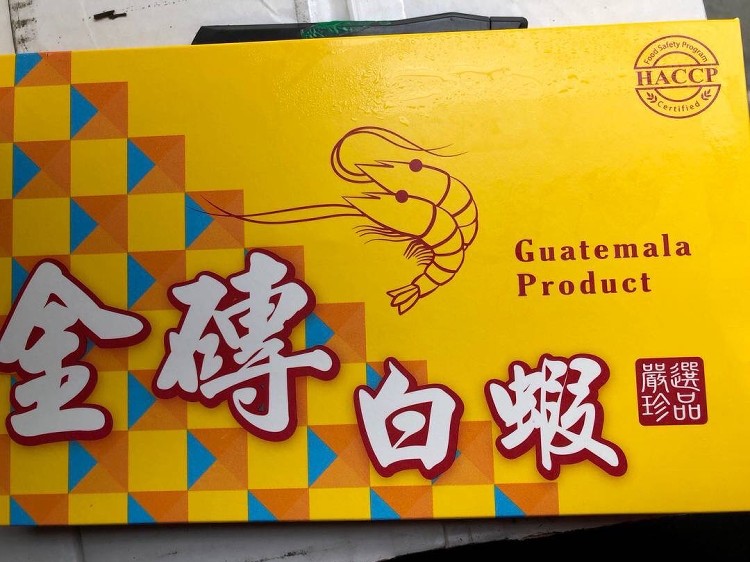 Food Safety Program
HACCP
Certified
Guatemala
Product
金磚白蝦
嚴選
珍品